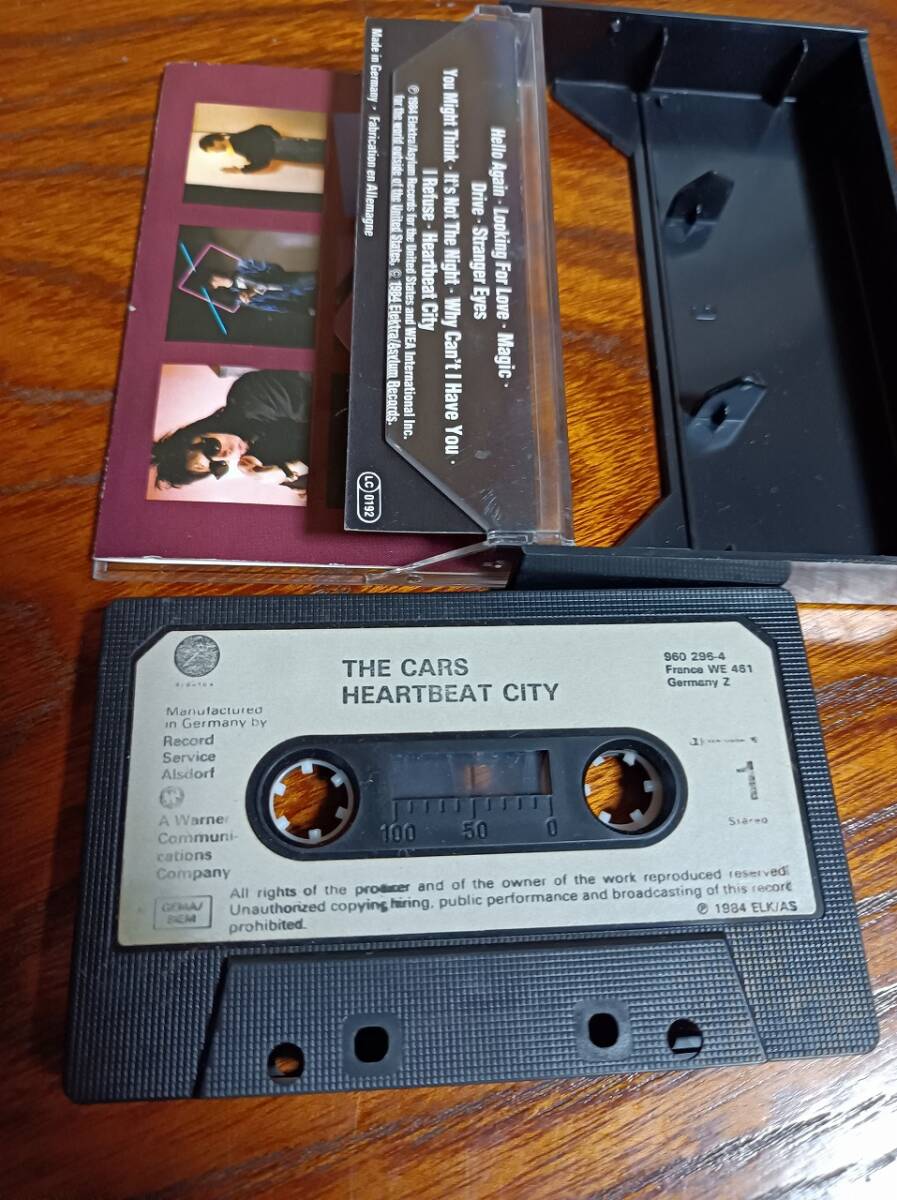 Hello Again · Looking For Love · Magic ·
Drive · Stranger Eyes
You Might Think · It's Not The Night · Why Can't I Have You ·
I Refuse · Heartbeat City
℗ 1984 Elektra/Asylum Records for the United States and WEA International Inc.
for the world outside of the United States. © 1984 Elektra/Asylum Records.
Made in Germany · Fabrication en Allemagne
LC 0192
THE CARS
HEARTBEAT CITY
960 296-4
France WE 461
Germany Z
Manufactured
in Germany by
Record
Service
Alsdorf
A Warner
Communi-
cations
Company
GEMA/
BIEM
1
Stereo
100 50 0
All rights of the producer and of the owner of the work reproduced reserved.
Unauthorized copying, hiring, public performance and broadcasting of this record
prohibited.
℗ 1984 ELK/AS